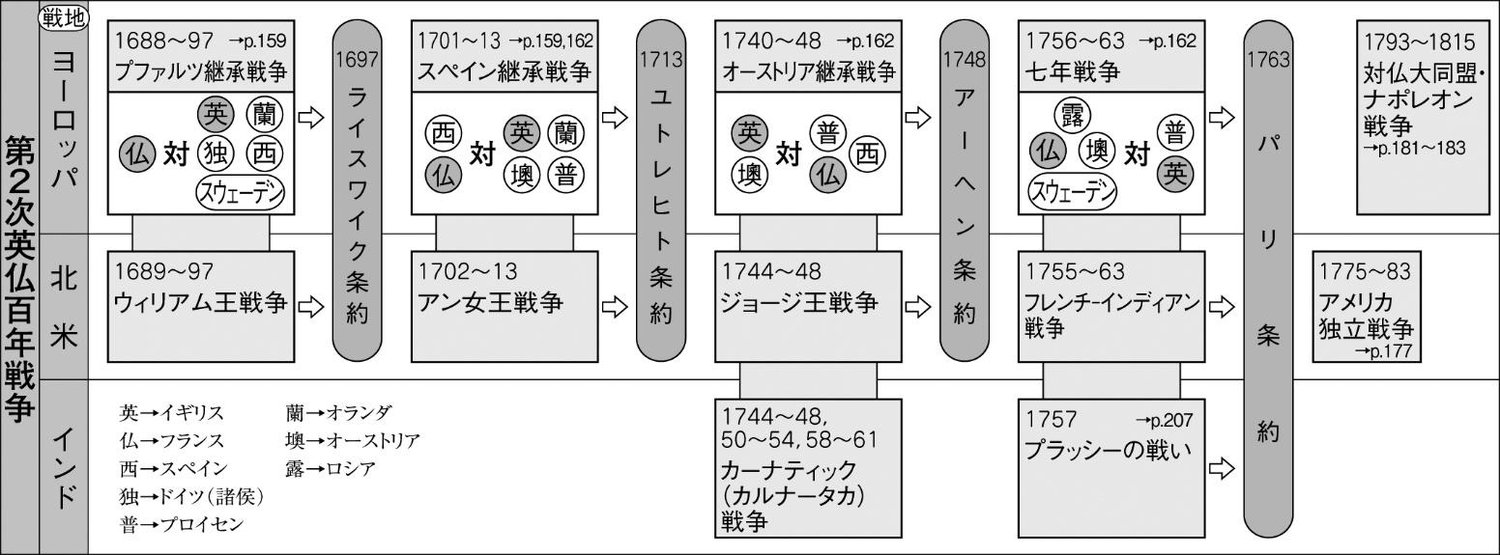 第2次英仏百年戦争
戦地
ヨーロッパ
1688〜97 →p.159
プファルツ継承戦争
仏 対 英 蘭 独 西 スウェーデン
1697 ライスワイク条約
1701〜13 →p.159,162
スペイン継承戦争
西 仏 対 英 蘭 墺 普
1713 ユトレヒト条約
1740〜48 →p.162
オーストリア継承戦争
英 墺 対 普 仏 西
1748 アーヘン条約
1756〜63 →p.162
七年戦争
露 仏 墺 スウェーデン 対 普 英
1763 パリ条約
1793〜1815
対仏大同盟・
ナポレオン
戦争
→p.181〜183
北米
1689〜97
ウィリアム王戦争
1702〜13
アン女王戦争
1744〜48
ジョージ王戦争
1755〜63
フレンチ-インディアン
戦争
1775〜83
アメリカ
独立戦争
→p.177
インド
英→イギリス
仏→フランス
西→スペイン
独→ドイツ(諸侯)
普→プロイセン
蘭→オランダ
墺→オーストリア
露→ロシア
1744〜48,
50〜54,58〜61
カーナティック
(カルナータカ)
戦争
1757 →p.207
プラッシーの戦い